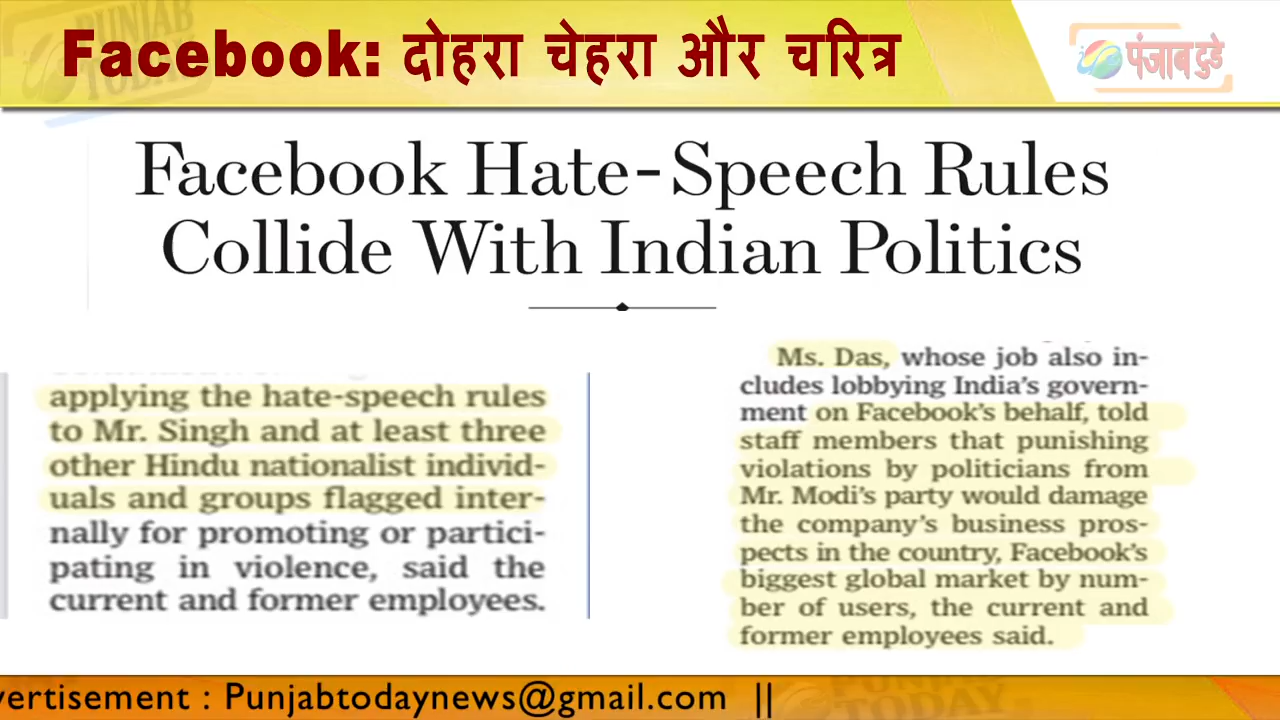 Facebook: दोहरा चेहरा और चरित्र
पंजाब टुडे
Facebook Hate-Speech Rules
Collide With Indian Politics
applying the hate-speech rules
to Mr. Singh and at least three
other Hindu nationalist individ-
uals and groups flagged inter-
nally for promoting or partici-
pating in violence, said the
current and former employees.
Ms. Das, whose job also in-
cludes lobbying India's govern-
ment on Facebook's behalf, told
staff members that punishing
violations by politicians from
Mr. Modi's party would damage
the company's business pros-
pects in the country, Facebook's
biggest global market by num-
ber of users, the current and
former employees said.
vertisement : Punjabtodaynews@gmail.com ||
PUNJAB
TODAY
PUNJAB
TODAY